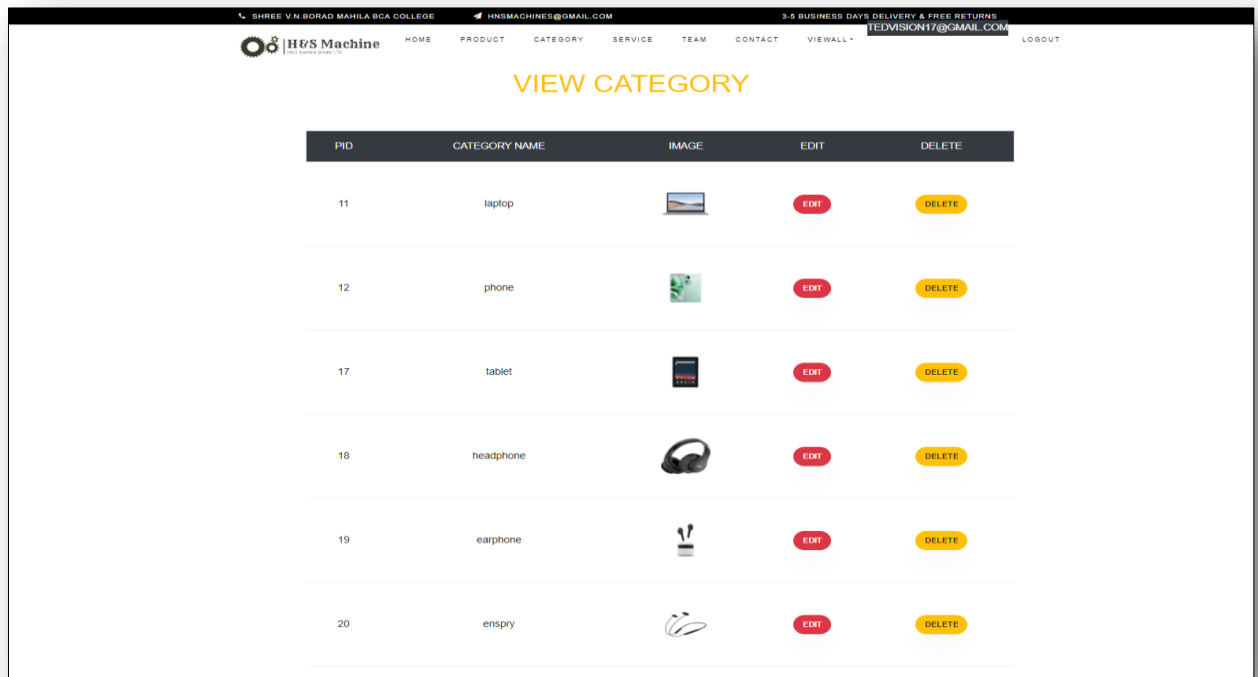 SHREE V.N.BORAD MAHILA BCA COLLEGE HNSMACHINES@GMAIL.COM 3-5 BUSINESS DAYS DELIVERY & FREE RETURNS
TEDVISION17@GMAIL.COM
H&S Machine HOME PRODUCT CATEGORY SERVICE TEAM CONTACT VIEWALL LOGOUT
H&S machine private LTD
VIEW CATEGORY
PID CATEGORY NAME IMAGE EDIT DELETE
11 laptop EDIT DELETE
12 phone EDIT DELETE
17 tablet EDIT DELETE
18 headphone EDIT DELETE
19 earphone EDIT DELETE
20 enspry EDIT DELETE